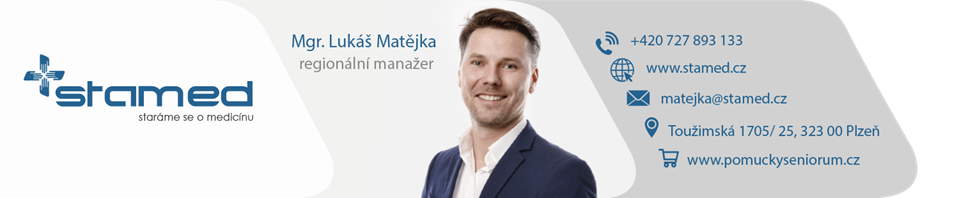 stamed
staráme se o medicínu
Mgr. Lukáš Matějka
regionální manažer
+420 727 893 133
www.stamed.cz
matejka@stamed.cz
Toužimská 1705/ 25, 323 00 Plzeň
www.pomuckyseniorum.cz